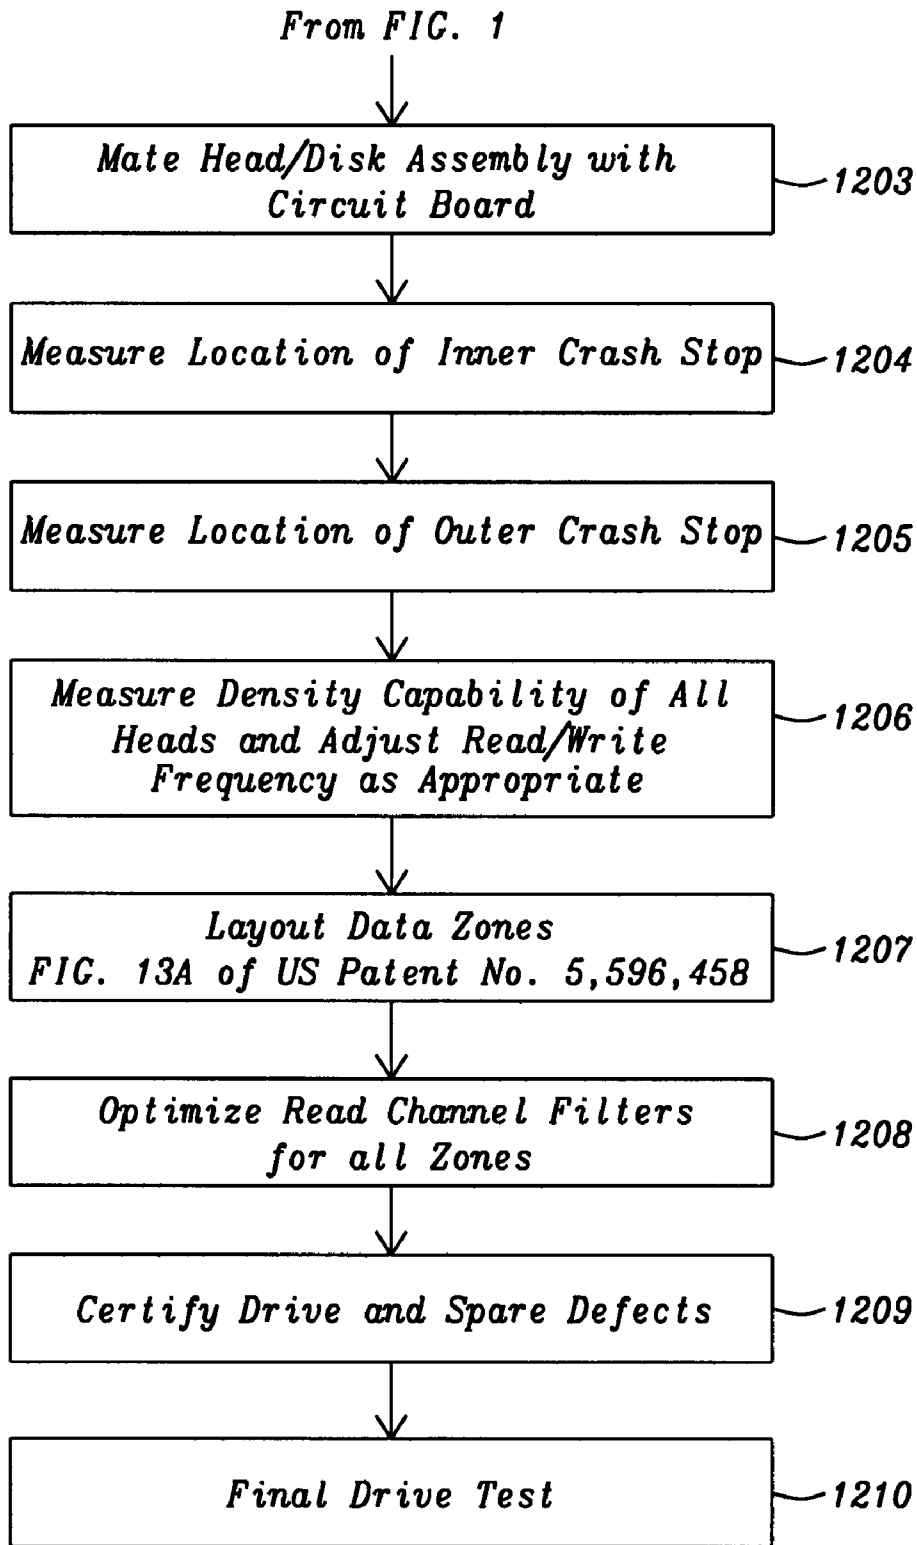 From FIG. 1
Mate Head/Disk Assembly with
Circuit Board
1203
Measure Location of Inner Crash Stop
1204
Measure Location of Outer Crash Stop
1205
Measure Density Capability of All
Heads and Adjust Read/Write
Frequency as Appropriate
1206
Layout Data Zones
FIG. 13A of US Patent No. 5,596,458
1207
Optimize Read Channel Filters
for all Zones
1208
Certify Drive and Spare Defects
1209
Final Drive Test
1210